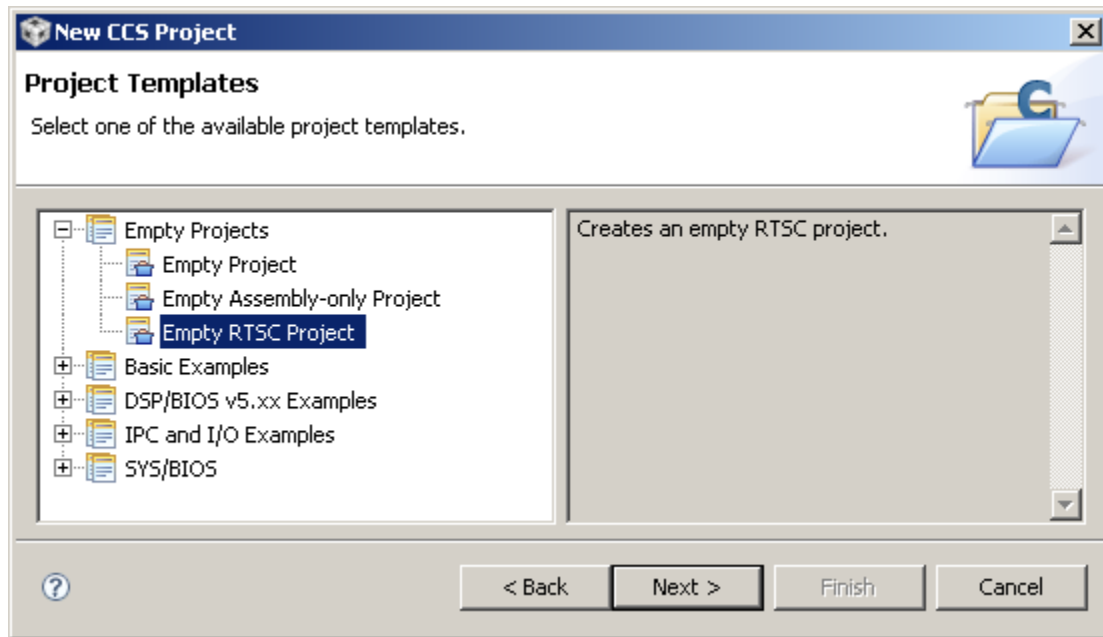 New CCS Project
Project Templates
Select one of the available project templates.
Empty Projects
Empty Project
Empty Assembly-only Project
Empty RTSC Project
Basic Examples
DSP/BIOS v5.xx Examples
IPC and I/O Examples
SYS/BIOS
Creates an empty RTSC project.
< Back
Next >
Finish
Cancel